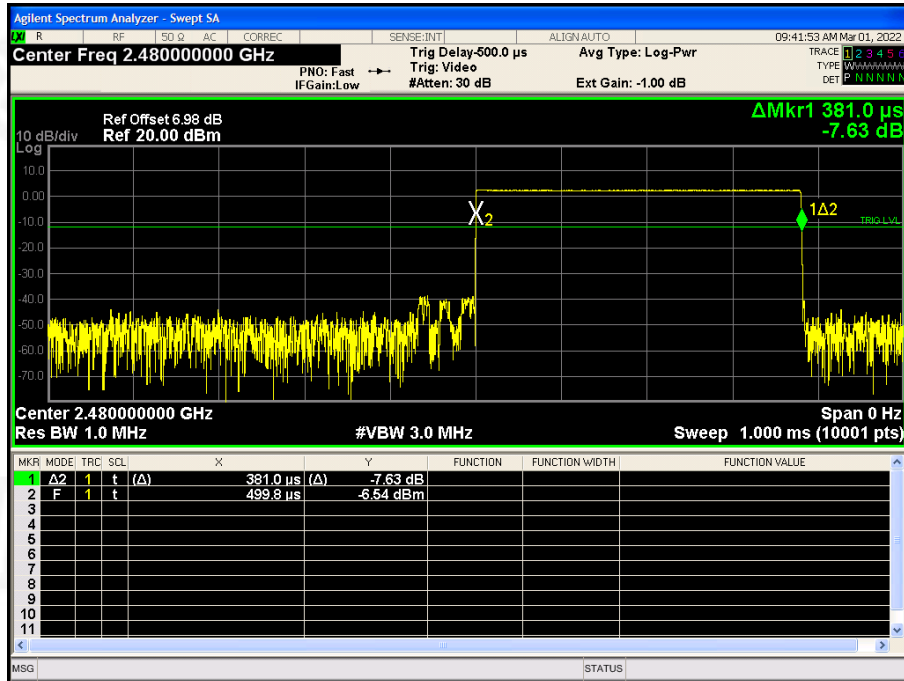 Agilent Spectrum Analyzer - Swept SA
LXI R RF 50 Ω AC CORREC SENSE:INT ALIGN AUTO 09:41:53 AM Mar 01, 2022
Center Freq 2.480000000 GHz
PNO: Fast
IFGain:Low
Trig Delay-500.0 µs
Trig: Video
#Atten: 30 dB
Avg Type: Log-Pwr
Ext Gain: -1.00 dB
TRACE 1 2 3 4 5 6
TYPE W
DET P N N N N N
ΔMkr1 381.0 µs
-7.63 dB
Ref Offset 6.98 dB
10 dB/div Ref 20.00 dBm
Log
10.0
0.00
-10.0
-20.0
-30.0
-40.0
-50.0
-60.0
-70.0
X2
1Δ2
TRIG LVL
Center 2.480000000 GHz Span 0 Hz
Res BW 1.0 MHz #VBW 3.0 MHz Sweep 1.000 ms (10001 pts)
MKR MODE TRC SCL X Y FUNCTION FUNCTION WIDTH FUNCTION VALUE
1 Δ2 1 t (Δ) 381.0 µs (Δ) -7.63 dB
2 F 1 t 499.8 µs -6.54 dBm
3
4
5
6
7
8
9
10
11
MSG STATUS